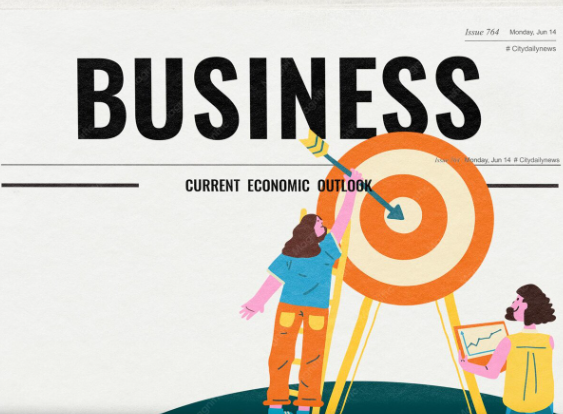 Issue 764 Monday, Jun 14
# Citydailynews
BUSINESS
Monday, Jun 14 # Citydailynews
CURRENT ECONOMIC OUTLOOK